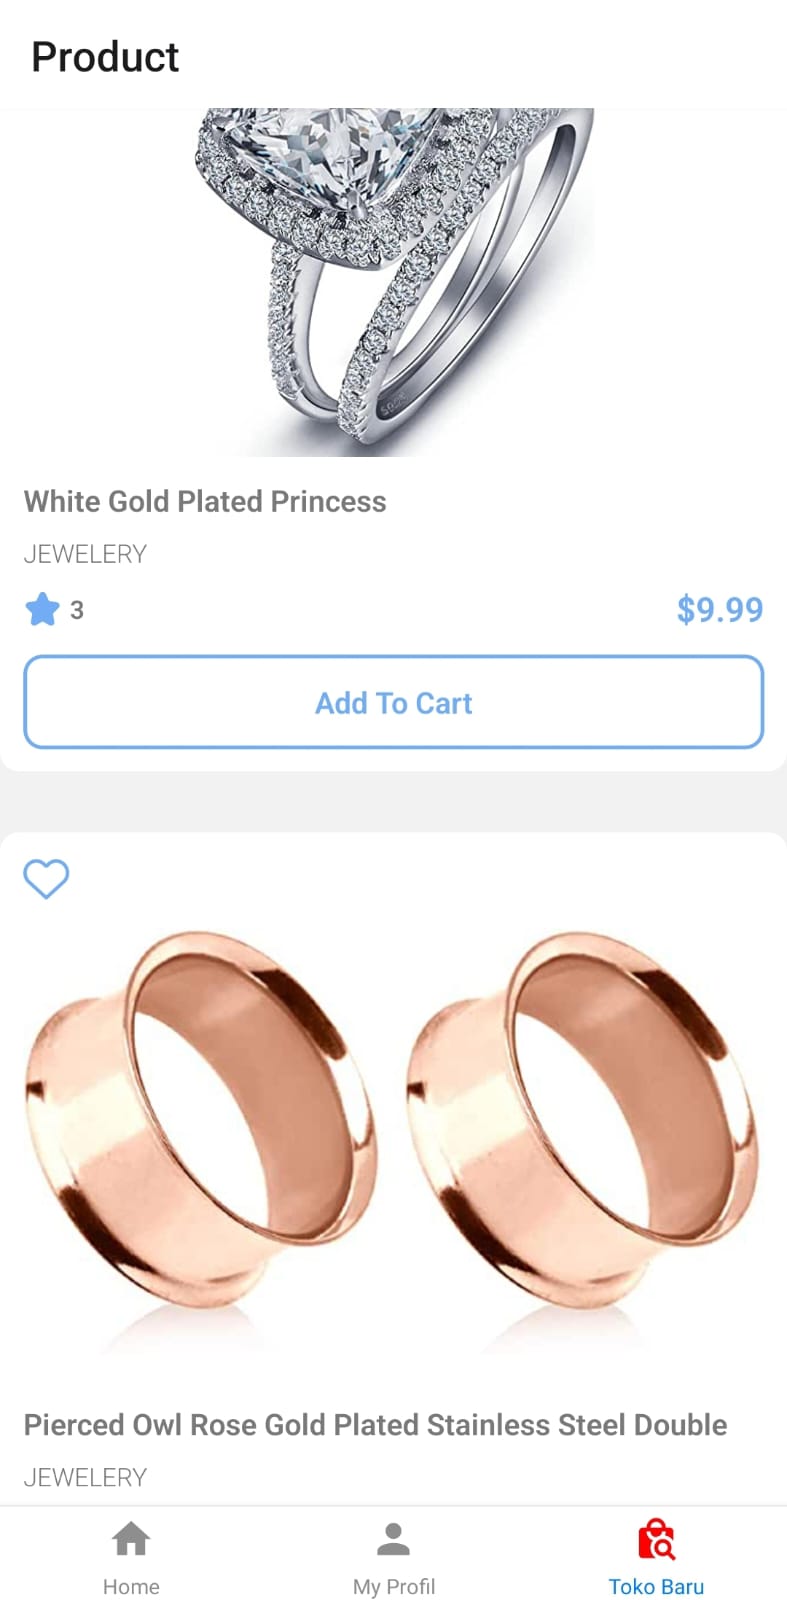 Product
White Gold Plated Princess
JEWELERY
3
$9.99
Add To Cart
Pierced Owl Rose Gold Plated Stainless Steel Double
JEWELERY
Home
My Profil
Toko Baru